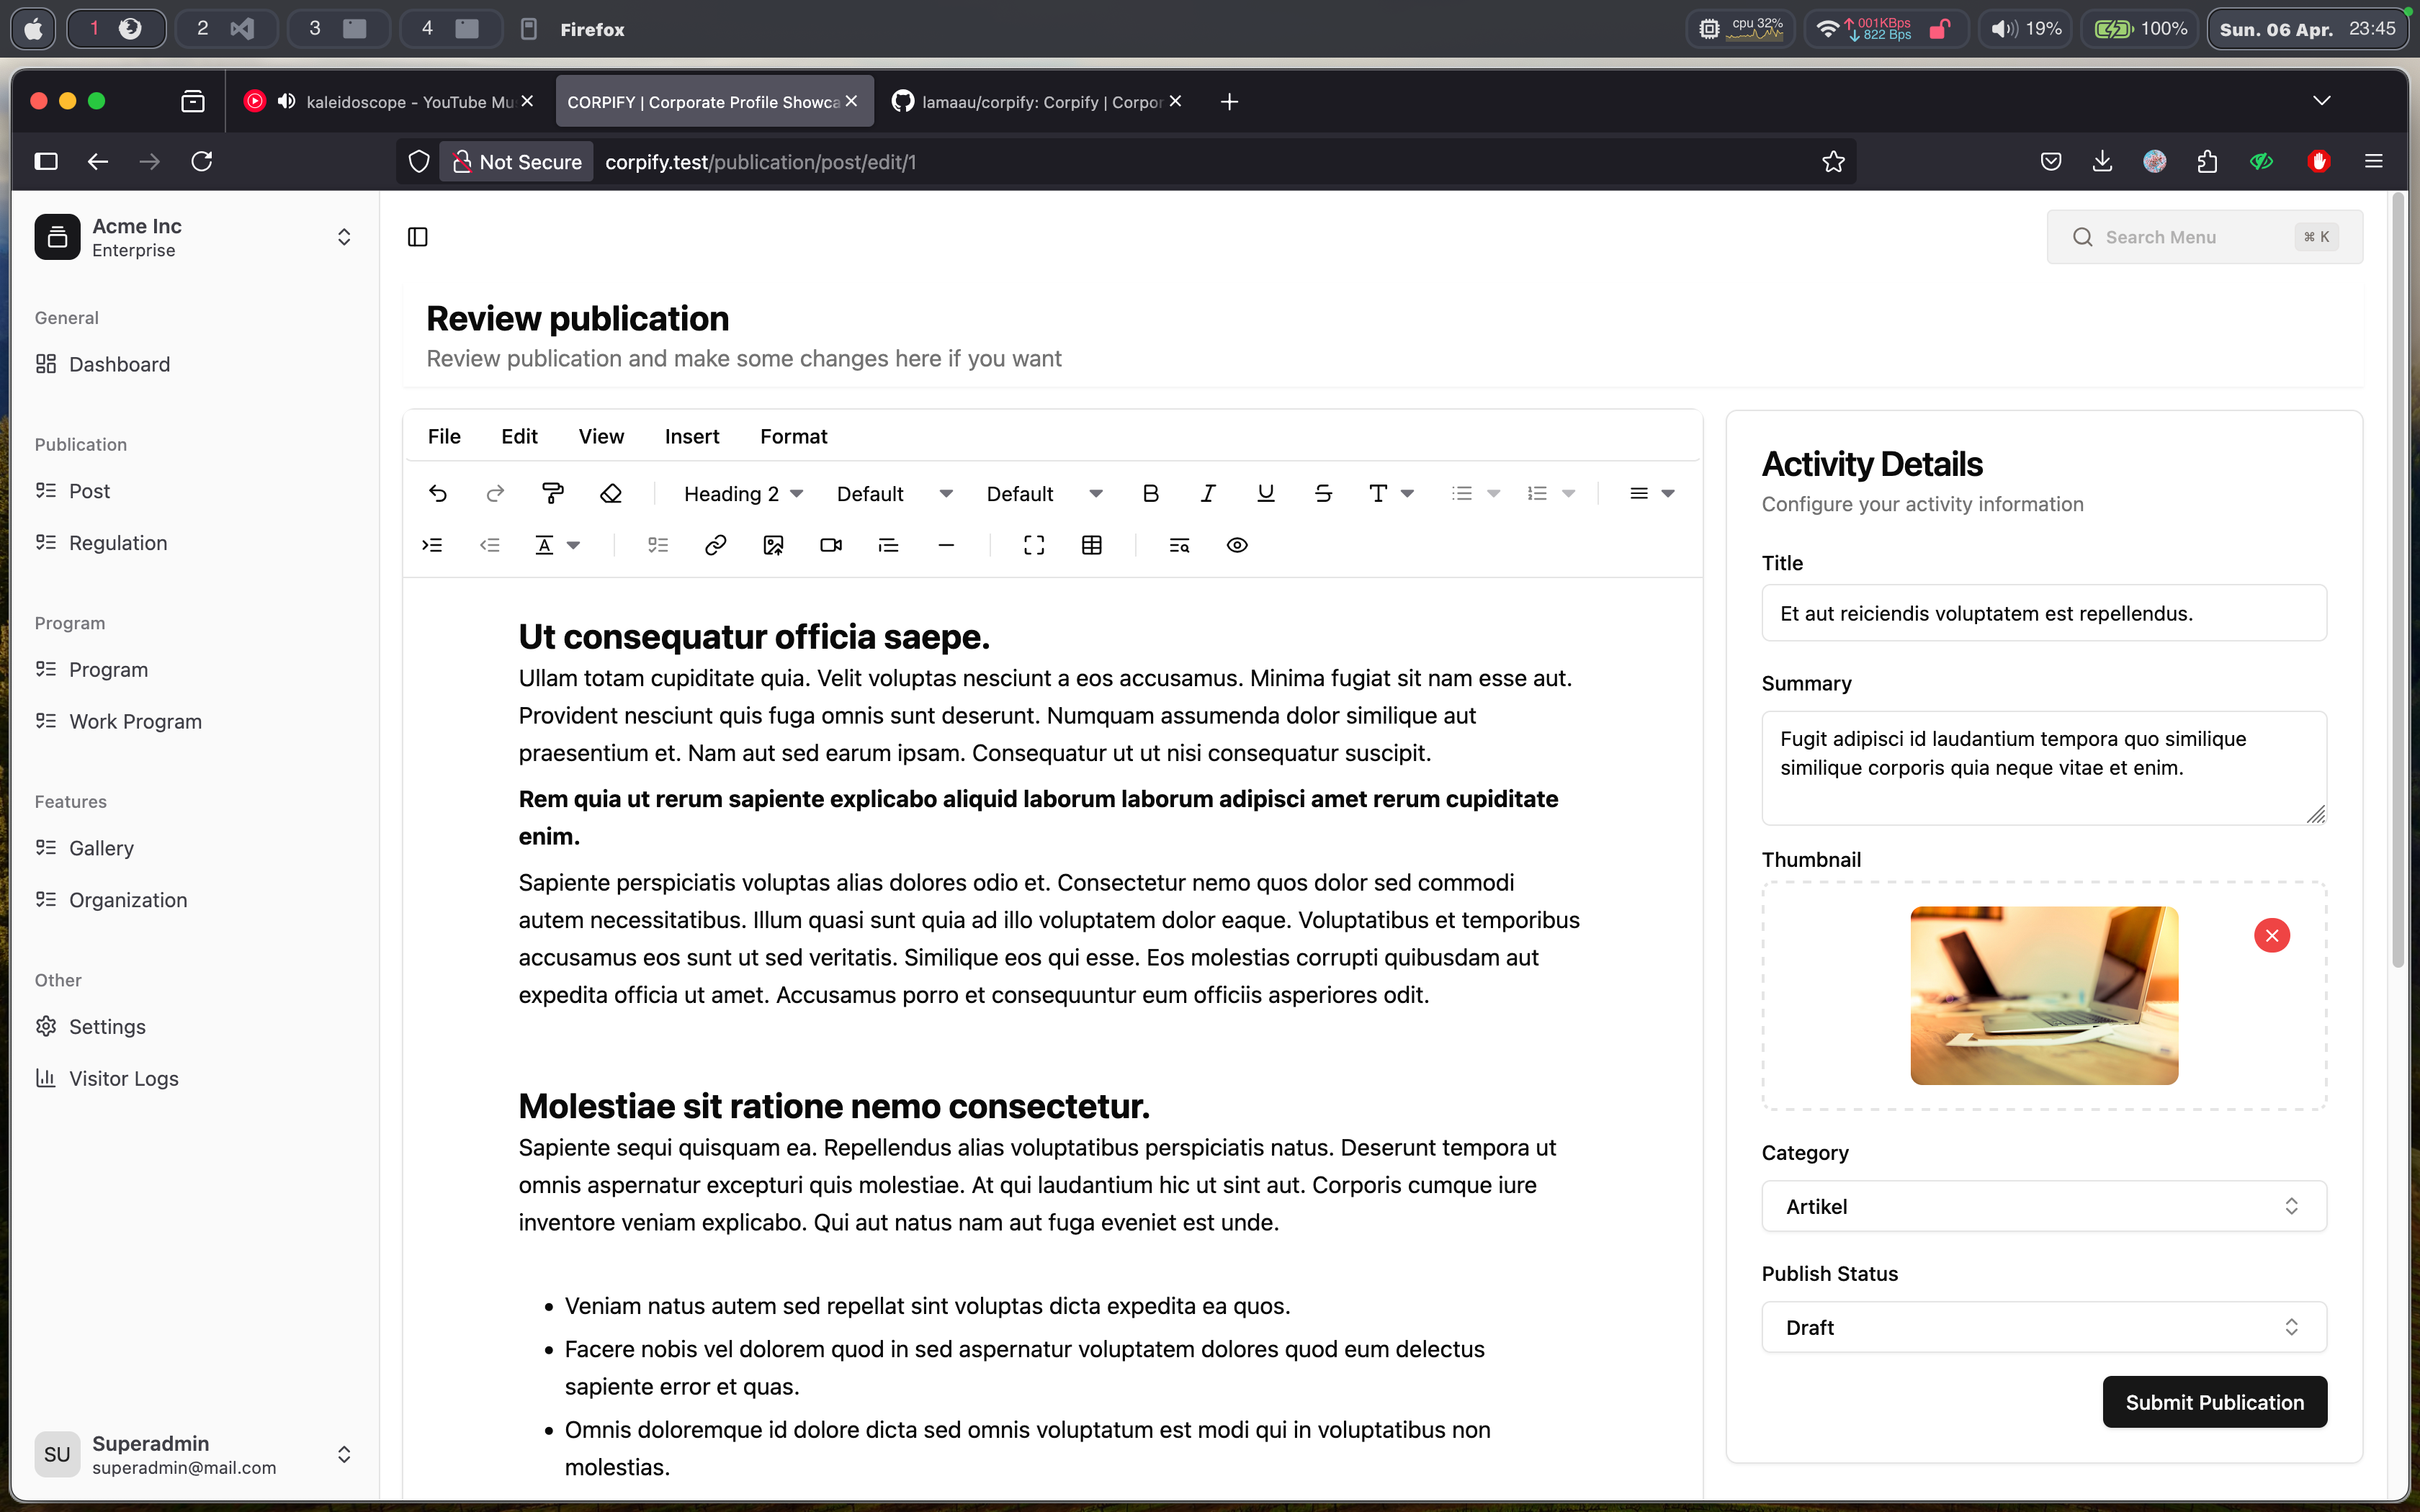 1
2
3
4
Firefox
cpu 32%
001KBps
822 Bps
19%
100%
Sun. 06 Apr. 23:45
kaleidoscope - YouTube Mu
CORPIFY | Corporate Profile Showca
lamaau/corpify: Corpify | Corpor
Not Secure
corpify.test/publication/post/edit/1
Acme Inc
Enterprise
General
Dashboard
Publication
Post
Regulation
Program
Program
Work Program
Features
Gallery
Organization
Other
Settings
Visitor Logs
SU
Superadmin
superadmin@mail.com
Search Menu
⌘ K
Review publication
Review publication and make some changes here if you want
File Edit View Insert Format
Heading 2 Default Default
Ut consequatur officia saepe.
Ullam totam cupiditate quia. Velit voluptas nesciunt a eos accusamus. Minima fugiat sit nam esse aut.
Provident nesciunt quis fuga omnis sunt deserunt. Numquam assumenda dolor similique aut
praesentium et. Nam aut sed earum ipsam. Consequatur ut ut nisi consequatur suscipit.
Rem quia ut rerum sapiente explicabo aliquid laborum laborum adipisci amet rerum cupiditate
enim.
Sapiente perspiciatis voluptas alias dolores odio et. Consectetur nemo quos dolor sed commodi
autem necessitatibus. Illum quasi sunt quia ad illo voluptatem dolor eaque. Voluptatibus et temporibus
accusamus eos sunt ut sed veritatis. Similique eos qui esse. Eos molestias corrupti quibusdam aut
expedita officia ut amet. Accusamus porro et consequuntur eum officiis asperiores odit.
Molestiae sit ratione nemo consectetur.
Sapiente sequi quisquam ea. Repellendus alias voluptatibus perspiciatis natus. Deserunt tempora ut
omnis aspernatur excepturi quis molestiae. At qui laudantium hic ut sint aut. Corporis cumque iure
inventore veniam explicabo. Qui aut natus nam aut fuga eveniet est unde.
• Veniam natus autem sed repellat sint voluptas dicta expedita ea quos.
• Facere nobis vel dolorem quod in sed aspernatur voluptatem dolores quod eum delectus
sapiente error et quas.
• Omnis doloremque id dolore dicta sed omnis voluptatum est modi qui in voluptatibus non
molestias.
Activity Details
Configure your activity information
Title
Et aut reiciendis voluptatem est repellendus.
Summary
Fugit adipisci id laudantium tempora quo similique
similique corporis quia neque vitae et enim.
Thumbnail
Category
Artikel
Publish Status
Draft
Submit Publication